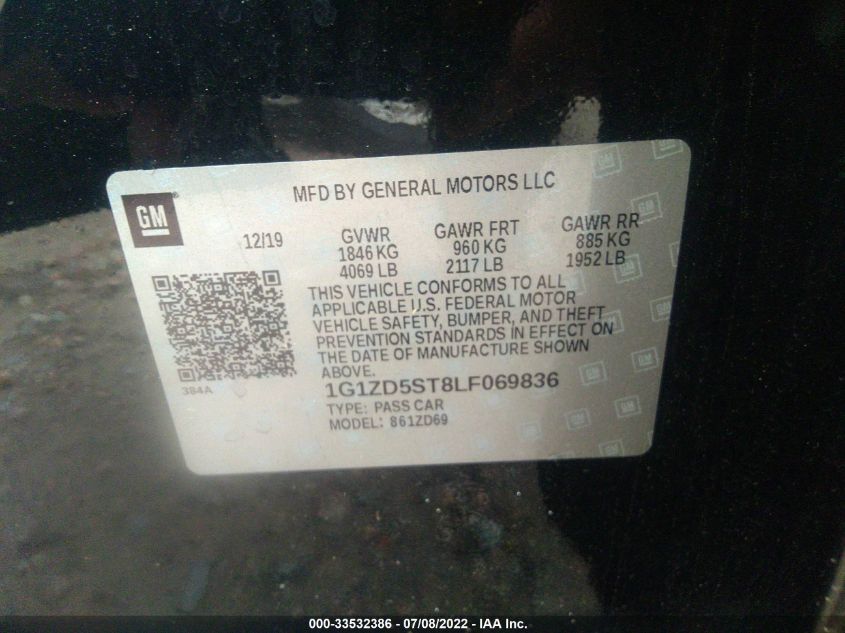 GM
MFD BY GENERAL MOTORS LLC
12/19
GVWR
1846 KG
4069 LB
GAWR FRT
960 KG
2117 LB
GAWR RR
885 KG
1952 LB
THIS VEHICLE CONFORMS TO ALL
APPLICABLE U.S. FEDERAL MOTOR
VEHICLE SAFETY, BUMPER, AND THEFT
PREVENTION STANDARDS IN EFFECT ON
THE DATE OF MANUFACTURE SHOWN
ABOVE.
384A
1G1ZD5ST8LF069836
TYPE: PASS CAR
MODEL: 861ZD69
000-33532386 - 07/08/2022 - IAA Inc.